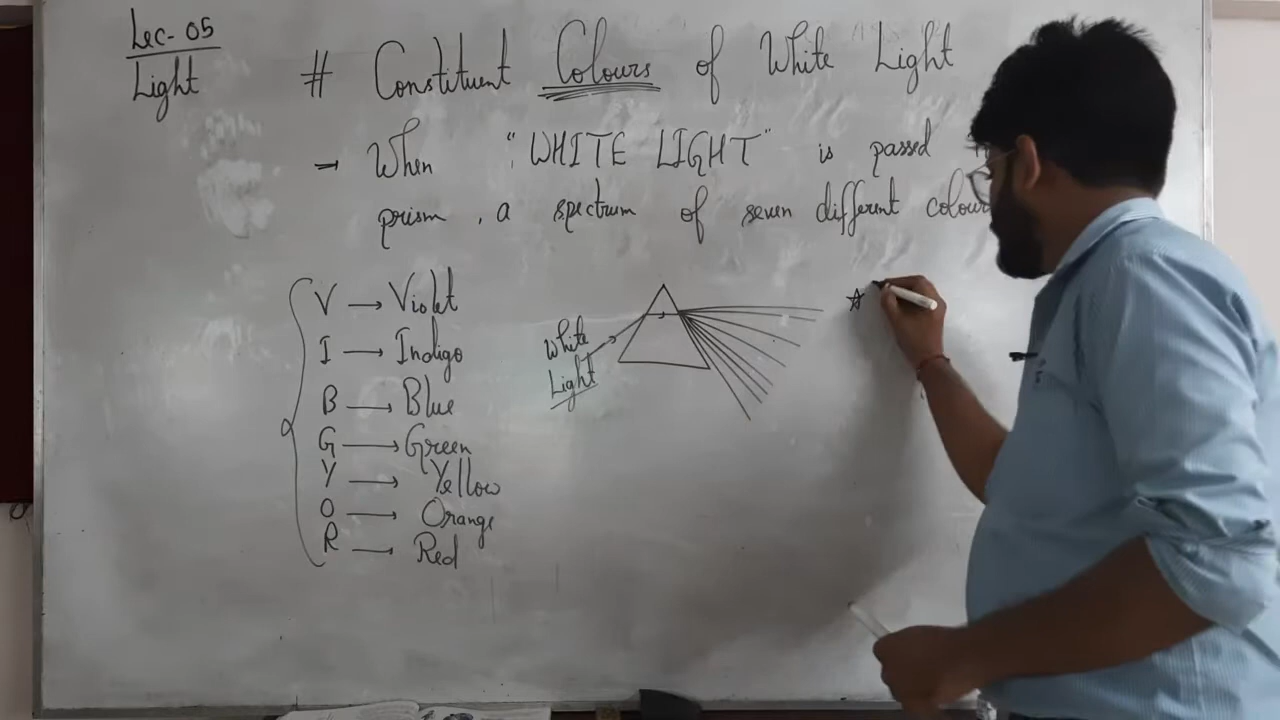 Lec-05
Light
# Constituent Colours of White Light
→ When "WHITE LIGHT" is passed
prism, a spectrum of seven different colour
V → Violet
I → Indigo
B → Blue
G → Green
Y → Yellow
O → Orange
R → Red
White
Light